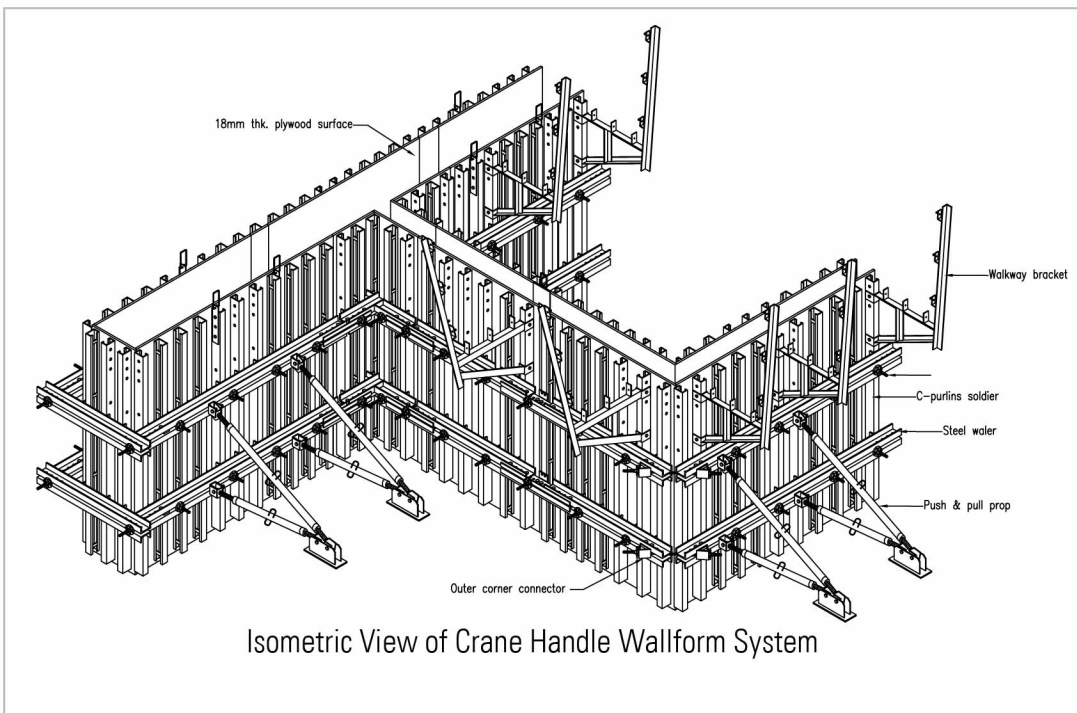 18mm thk. plywood surface
Walkway bracket
C-purlins soldier
Steel waler
Push & pull prop
Outer corner connector
Isometric View of Crane Handle Wallform System